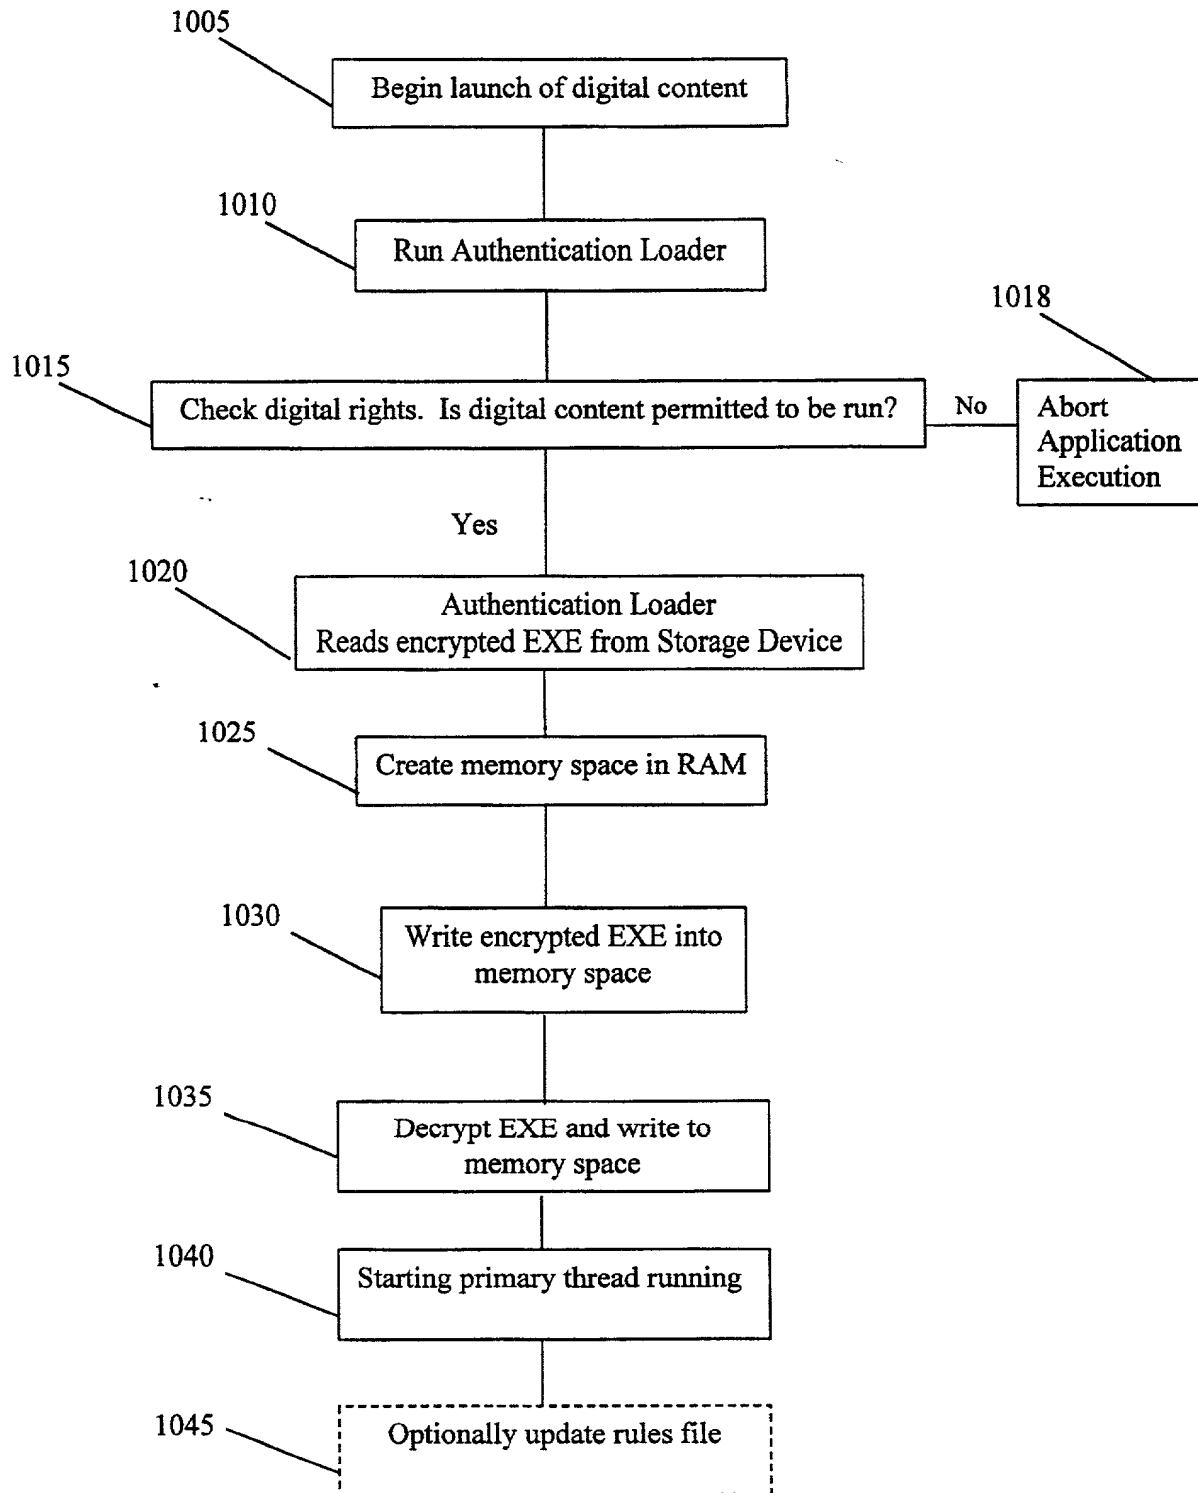 1005
Begin launch of digital content
1010
Run Authentication Loader
1018
1015
Check digital rights.  Is digital content permitted to be run?
No
Abort
Application
Execution
Yes
1020
Authentication Loader
Reads encrypted EXE from Storage Device
1025
Create memory space in RAM
1030
Write encrypted EXE into
memory space
1035
Decrypt EXE and write to
memory space
1040
Starting primary thread running
1045
Optionally update rules file